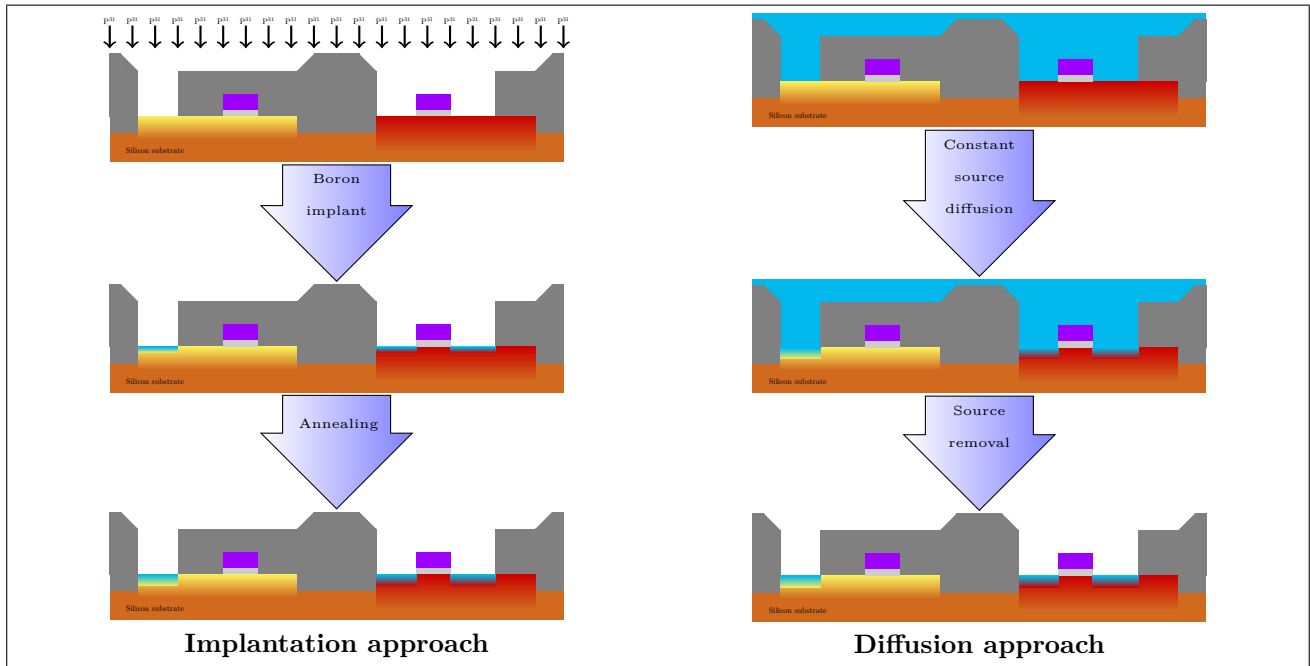 P³¹ P³¹ P³¹ P³¹ P³¹ P³¹ P³¹ P³¹ P³¹ P³¹ P³¹ P³¹ P³¹ P³¹ P³¹ P³¹ P³¹ P³¹ P³¹ P³¹ P³¹
Silicon substrate
Boron
implant
Silicon substrate
Annealing
Silicon substrate
Implantation approach
Silicon substrate
Constant
source
diffusion
Silicon substrate
Source
removal
Silicon substrate
Diffusion approach